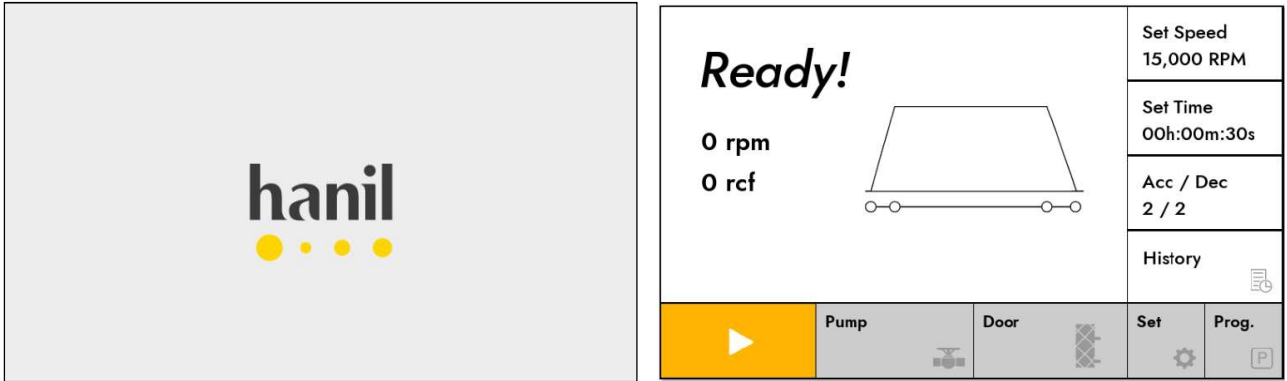 hanil
Ready!
0 rpm
0 rcf
Set Speed
15,000 RPM
Set Time
00h:00m:30s
Acc / Dec
2 / 2
History
Pump
Door
Set
Prog.
P